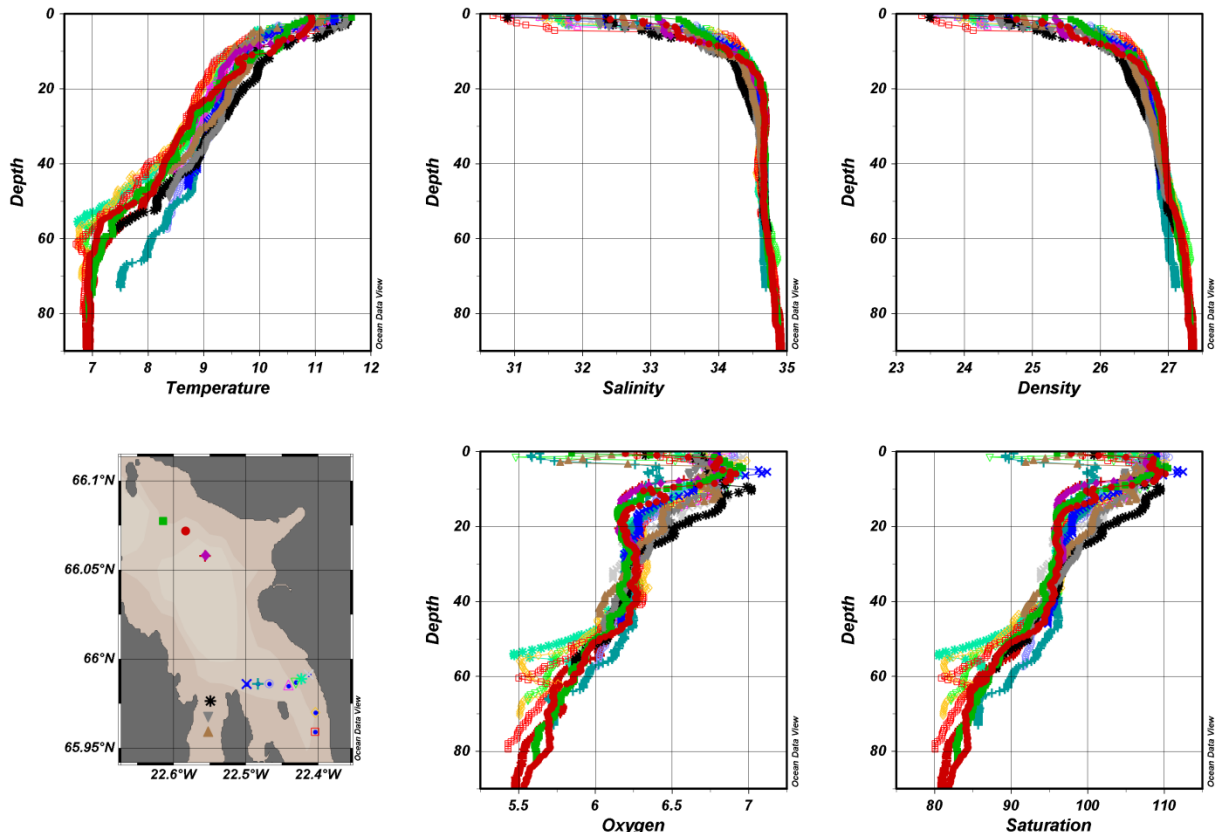 0
20
40
60
80
Depth
7
8
9
10
11
12
Temperature
Ocean Data View
0
20
40
60
80
Depth
31
32
33
34
35
Salinity
Ocean Data View
0
20
40
60
80
Depth
23
24
25
26
27
Density
Ocean Data View
66.1°N
66.05°N
66°N
65.95°N
22.6°W
22.5°W
22.4°W
Ocean Data View
0
20
40
60
80
Depth
5.5
6
6.5
7
Oxygen
Ocean Data View
0
20
40
60
80
Depth
80
90
100
110
Saturation
Ocean Data View